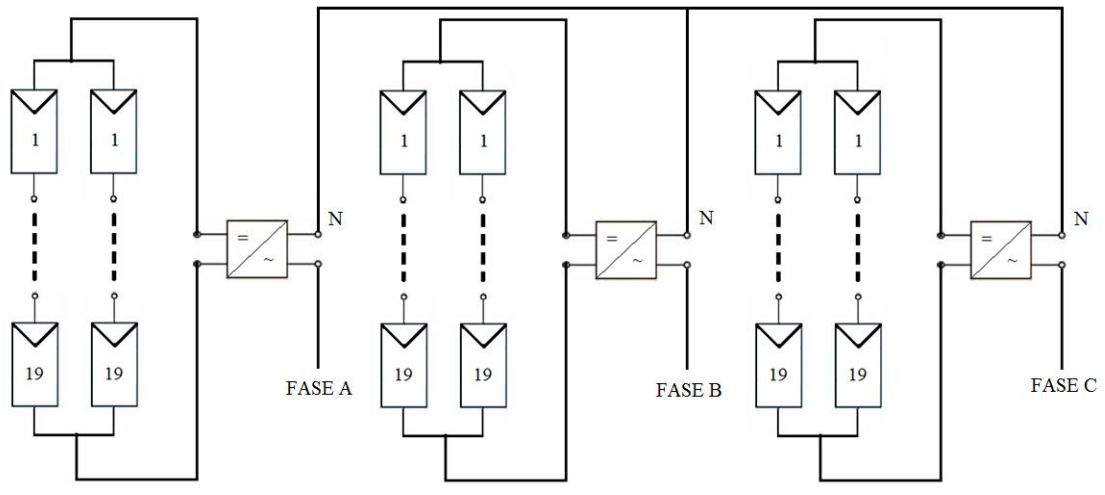 1 1 1 1 1 1
N N N
= = =
~ ~ ~
19 19 19 19 19 19
FASE A FASE B FASE C